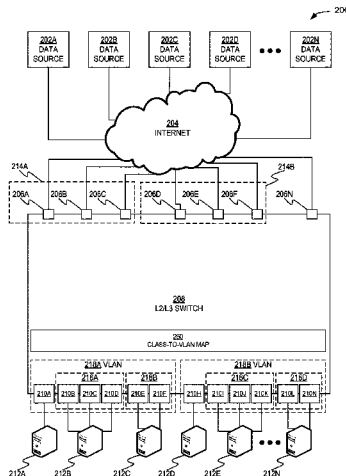 200
202A DATA SOURCE
202B DATA SOURCE
202C DATA SOURCE
202D DATA SOURCE
202N DATA SOURCE
204
INTERNET
214A
214B
206A
206B
206C
206D
206E
206F
206N
208
L2/L3 SWITCH
250
CLASS-TO-VLAN MAP
218A VLAN
218B VLAN
216A
216B
216C
216D
210A
210B
210C
210D
210E
210F
210H
210I
210J
210K
210L
210N
212A
212B
212C
212D
212E
212N